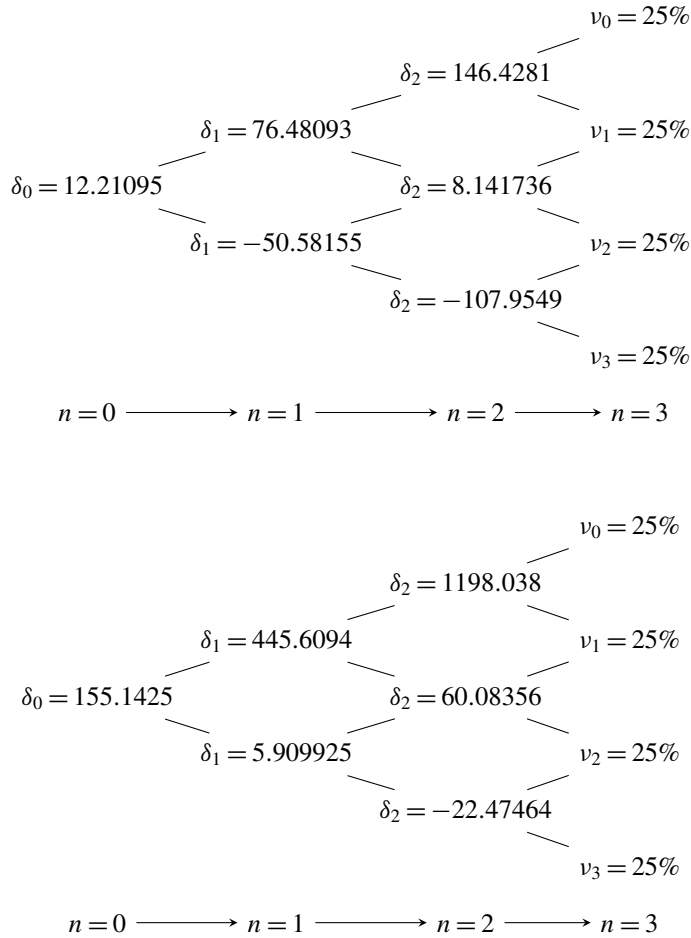 ν₀ = 25%
δ₂ = 146.4281
δ₁ = 76.48093
ν₁ = 25%
δ₀ = 12.21095
δ₂ = 8.141736
δ₁ = −50.58155
ν₂ = 25%
δ₂ = −107.9549
ν₃ = 25%
n = 0 n = 1 n = 2 n = 3
ν₀ = 25%
δ₂ = 1198.038
δ₁ = 445.6094
ν₁ = 25%
δ₀ = 155.1425
δ₂ = 60.08356
δ₁ = 5.909925
ν₂ = 25%
δ₂ = −22.47464
ν₃ = 25%
n = 0 n = 1 n = 2 n = 3